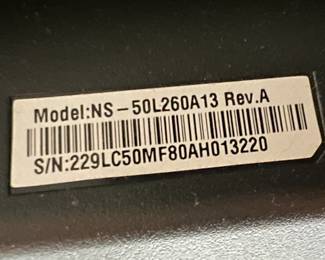 Model:NS-50L260A13 Rev.A
S/N:229LC50MF80AH013220